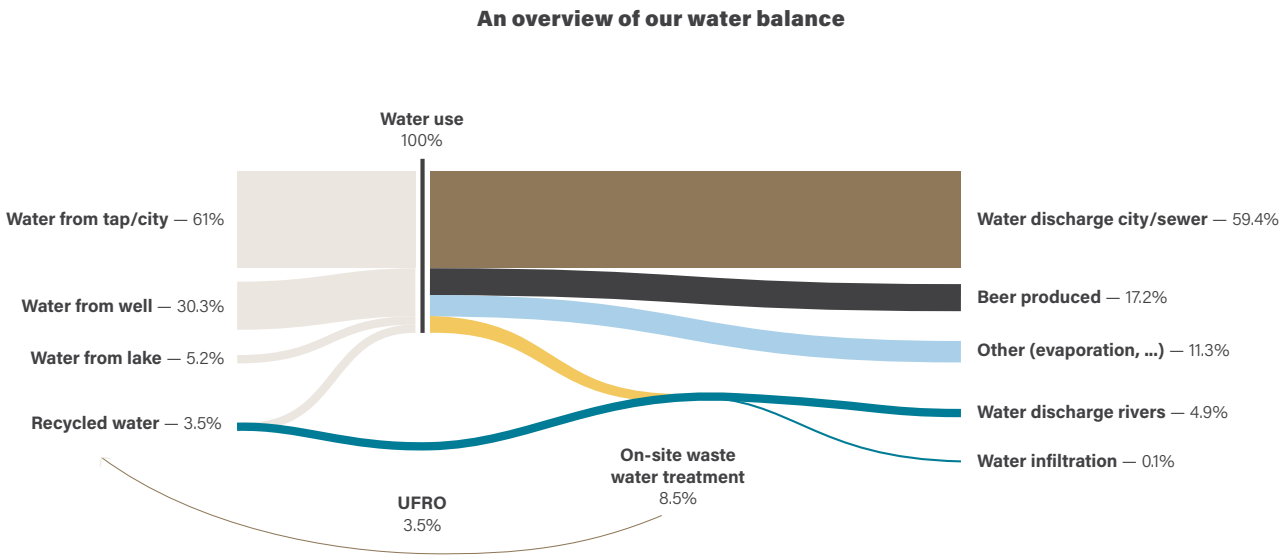 An overview of our water balance
Water use
100%
Water from tap/city — 61%
Water from well — 30.3%
Water from lake — 5.2%
Recycled water — 3.5%
UFRO
3.5%
On-site waste
water treatment
8.5%
Water discharge city/sewer — 59.4%
Beer produced — 17.2%
Other (evaporation, ...) — 11.3%
Water discharge rivers — 4.9%
Water infiltration — 0.1%